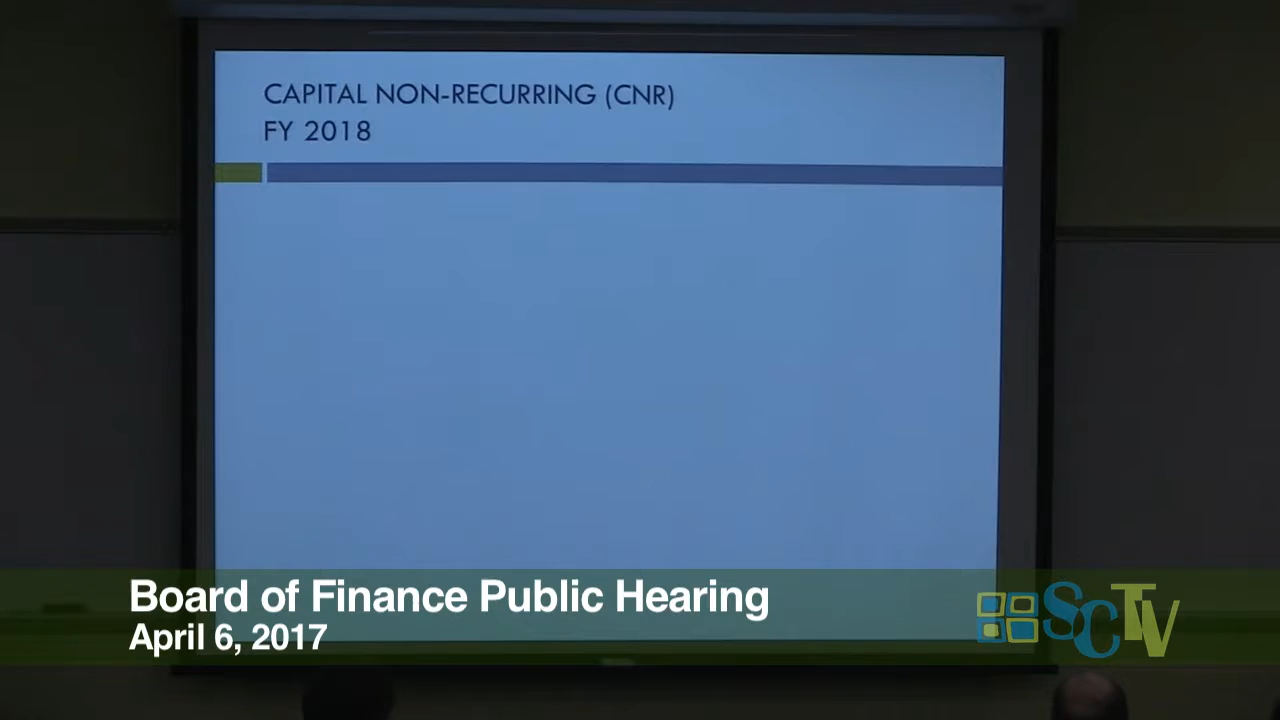 CAPITAL NON-RECURRING (CNR)
FY 2018
Board of Finance Public Hearing
April 6, 2017
SCTV